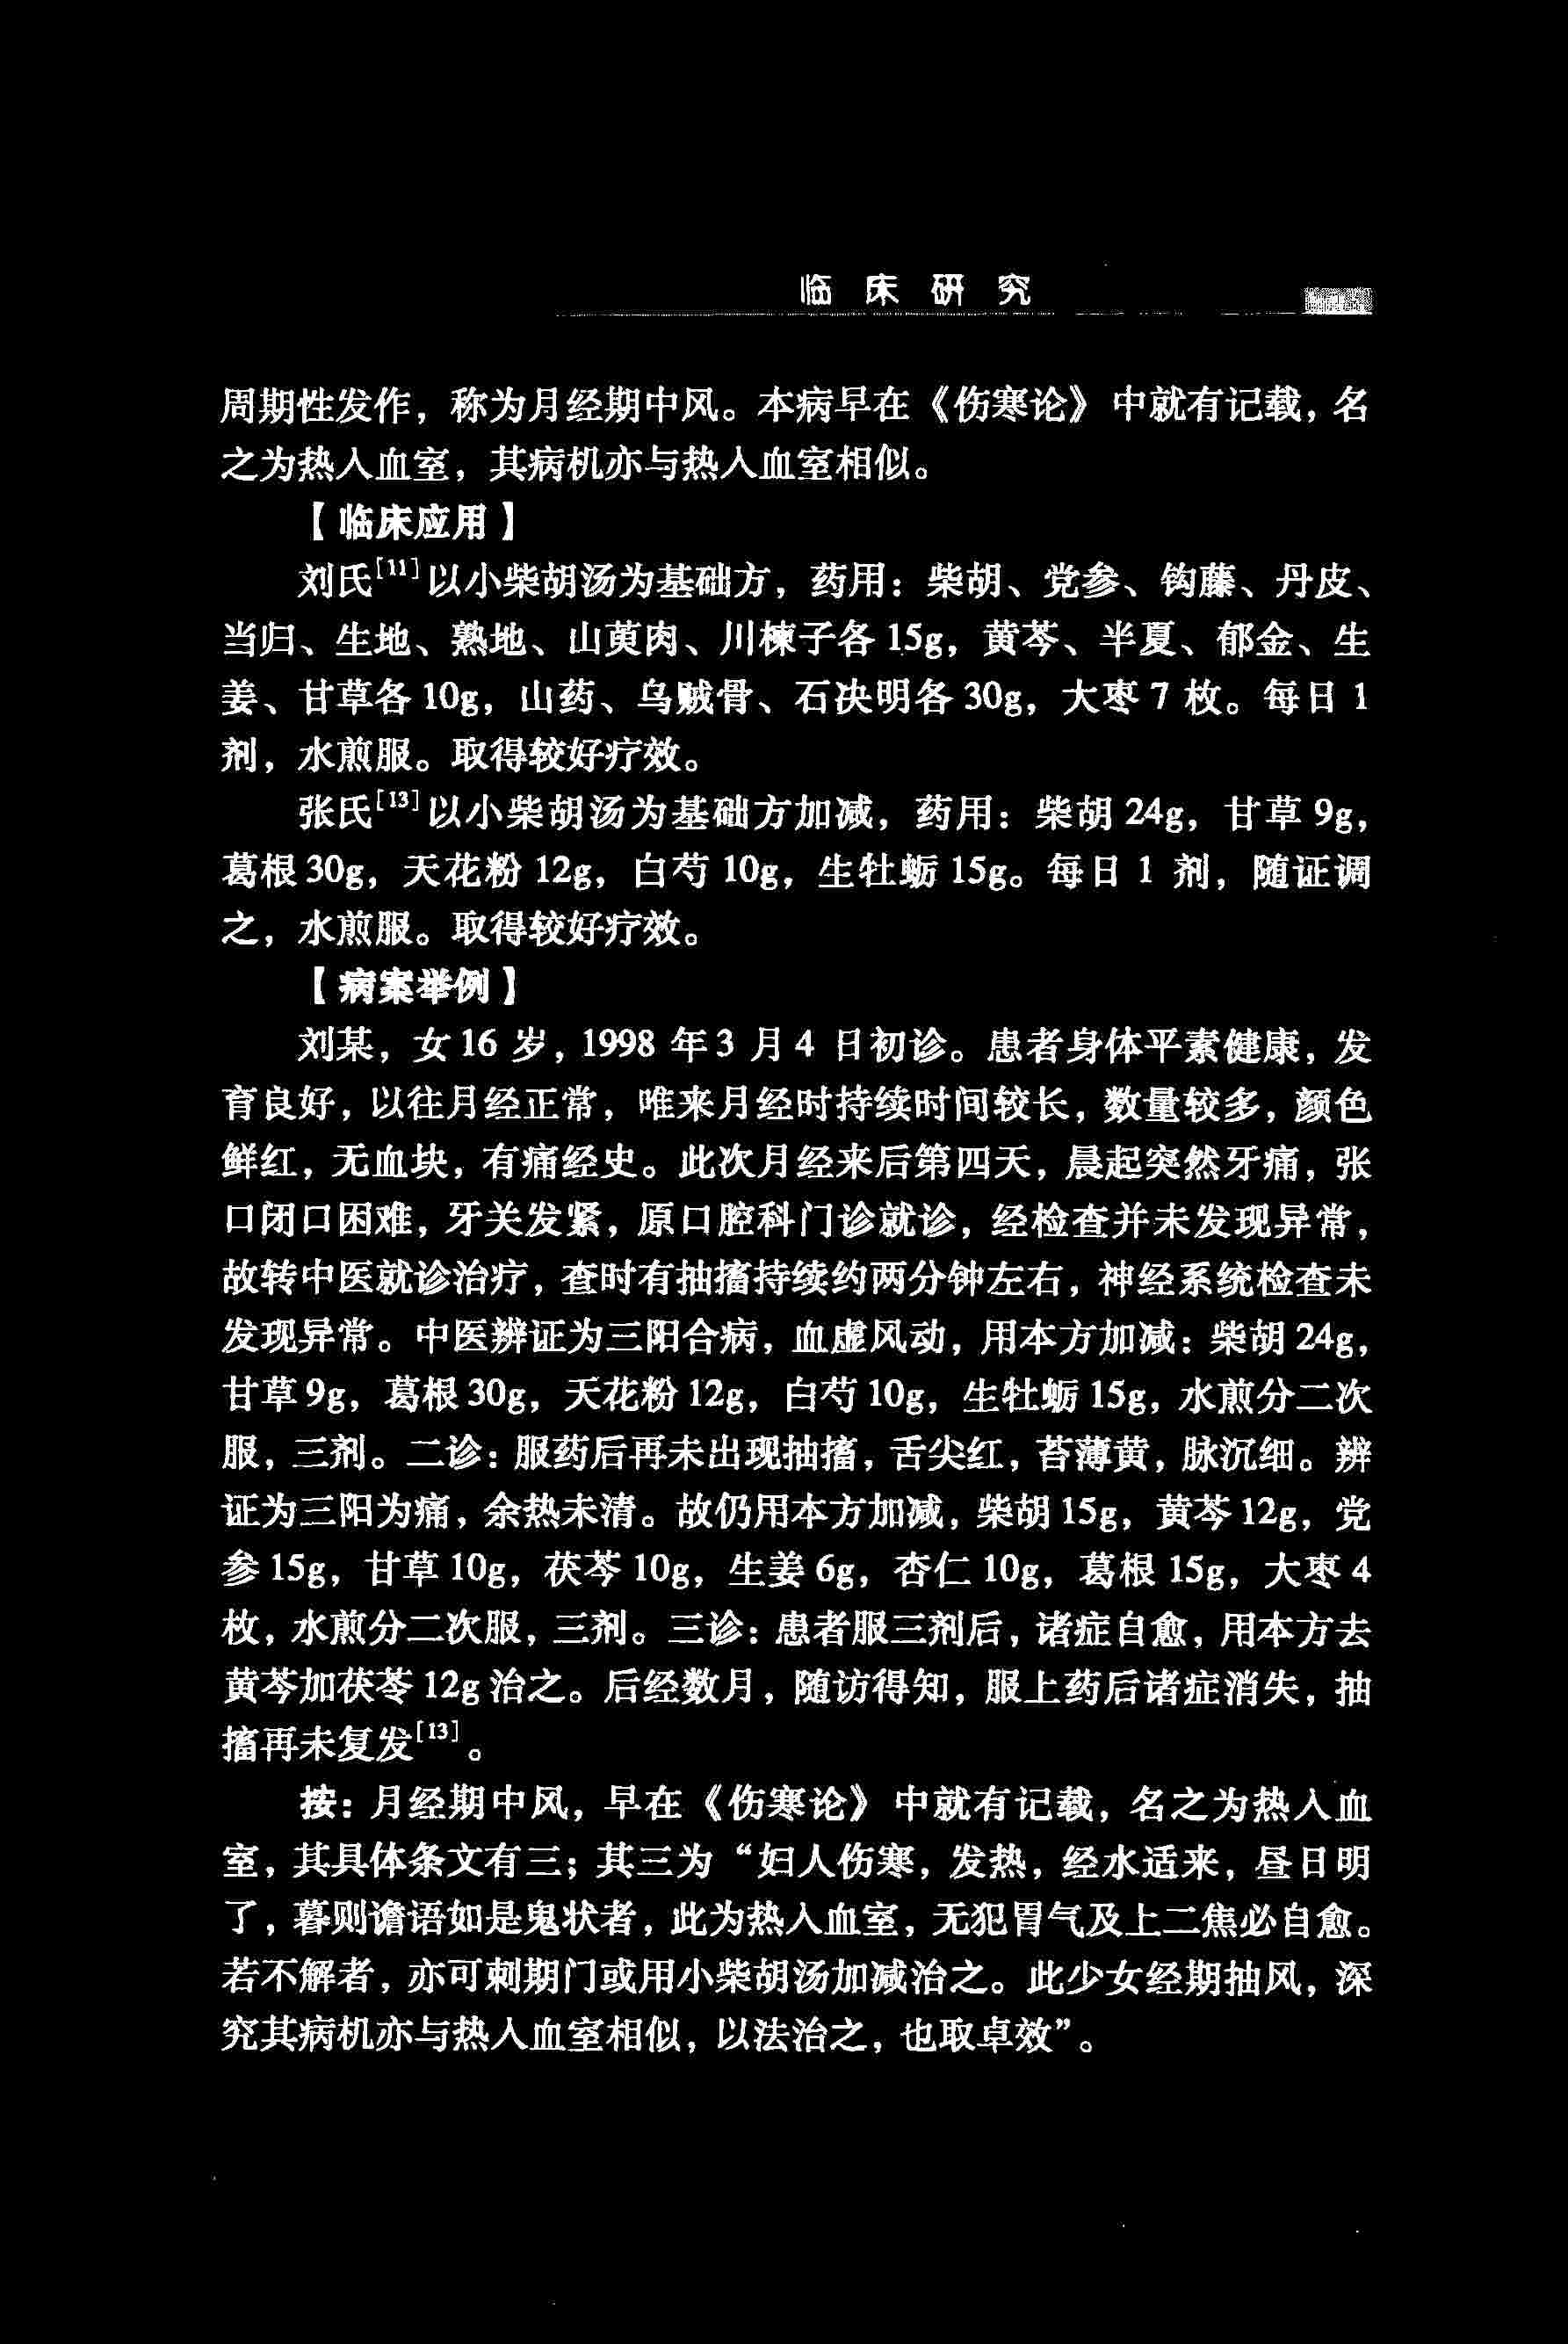 临床研究
周期性发作，称为月经期中风。本病早在《伤寒论》中就有记载，名
之为热入血室，其病机亦与热入血室相似。
【临床应用】
刘氏[11]以小柴胡汤为基础方，药用：柴胡、党参、钩藤、丹皮、
当归、生地、熟地、山萸肉、川楝子各15g，黄芩、半夏、郁金、生
姜、甘草各10g，山药、乌贼骨、石决明各30g，大枣7枚。每日1
剂，水煎服。取得较好疗效。
张氏[13]以小柴胡汤为基础方加减，药用：柴胡24g，甘草9g，
葛根30g，天花粉12g，白芍10g，生牡蛎15g。每日1剂，随证调
之，水煎服。取得较好疗效。
【病案举例】
刘某，女16岁，1998年3月4日初诊。患者身体平素健康，发
育良好，以往月经正常，唯来月经时持续时间较长，数量较多，颜色
鲜红，无血块，有痛经史。此次月经来后第四天，晨起突然牙痛，张
口闭口困难，牙关发紧，原口腔科门诊就诊，经检查并未发现异常，
故转中医就诊治疗，查时有抽搐持续约两分钟左右，神经系统检查未
发现异常。中医辨证为三阳合病，血虚风动，用本方加减：柴胡24g，
甘草9g，葛根30g，天花粉12g，白芍10g，生牡蛎15g，水煎分二次
服，三剂。二诊：服药后再未出现抽搐，舌尖红，苔薄黄，脉沉细。辨
证为三阳为痛，余热未清。故仍用本方加减，柴胡15g，黄芩12g，党
参15g，甘草10g，茯苓10g，生姜6g，杏仁10g，葛根15g，大枣4
枚，水煎分二次服，三剂。三诊：患者服三剂后，诸症自愈，用本方去
黄芩加茯苓12g治之。后经数月，随访得知，服上药后诸症消失，抽
搐再未复发[13]。
按：月经期中风，早在《伤寒论》中就有记载，名之为热入血
室，其具体条文有三；其三为“妇人伤寒，发热，经水适来，昼日明
了，暮则谵语如是鬼状者，此为热入血室，无犯胃气及上二焦必自愈。
若不解者，亦可刺期门或用小柴胡汤加减治之。此少女经期抽风，深
究其病机亦与热入血室相似，以法治之，也取卓效”。